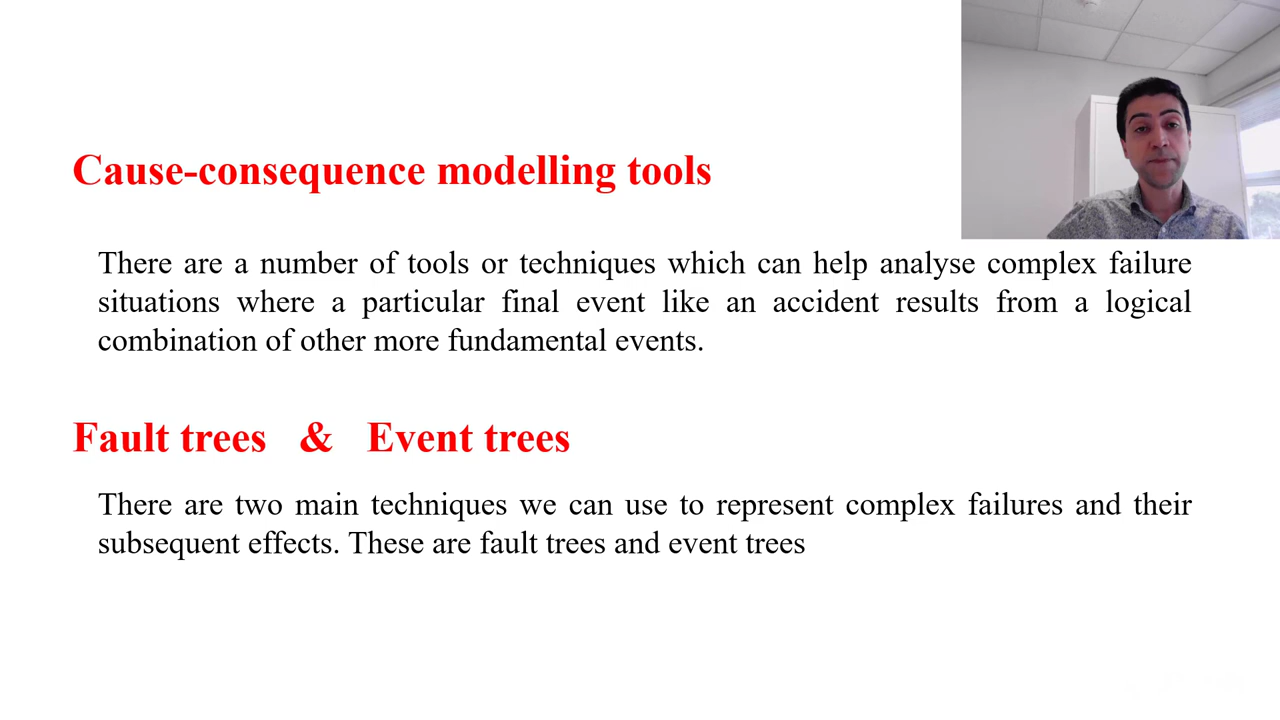 Cause-consequence modelling tools
There are a number of tools or techniques which can help analyse complex failure
situations where a particular final event like an accident results from a logical
combination of other more fundamental events.
Fault trees & Event trees
There are two main techniques we can use to represent complex failures and their
subsequent effects. These are fault trees and event trees